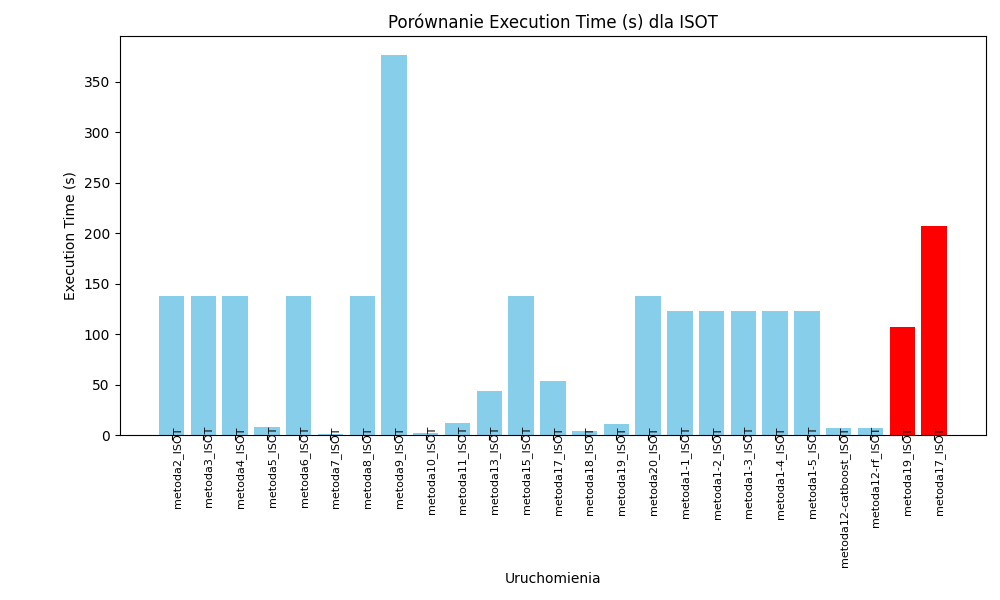 Porównanie Execution Time (s) dla ISOT
Execution Time (s)
350
300
250
200
150
100
50
0
metoda2_ISOT
metoda3_ISOT
metoda4_ISOT
metoda5_ISOT
metoda6_ISOT
metoda7_ISOT
metoda8_ISOT
metoda9_ISOT
metoda10_ISOT
metoda11_ISOT
metoda13_ISOT
metoda15_ISOT
metoda17_ISOT
metoda18_ISOT
metoda19_ISOT
metoda20_ISOT
metoda1-1_ISOT
metoda1-2_ISOT
metoda1-3_ISOT
metoda1-4_ISOT
metoda1-5_ISOT
metoda12-catboost_ISOT
metoda12-rf_ISOT
metoda19_ISOT
metoda17_ISOT
Uruchomienia